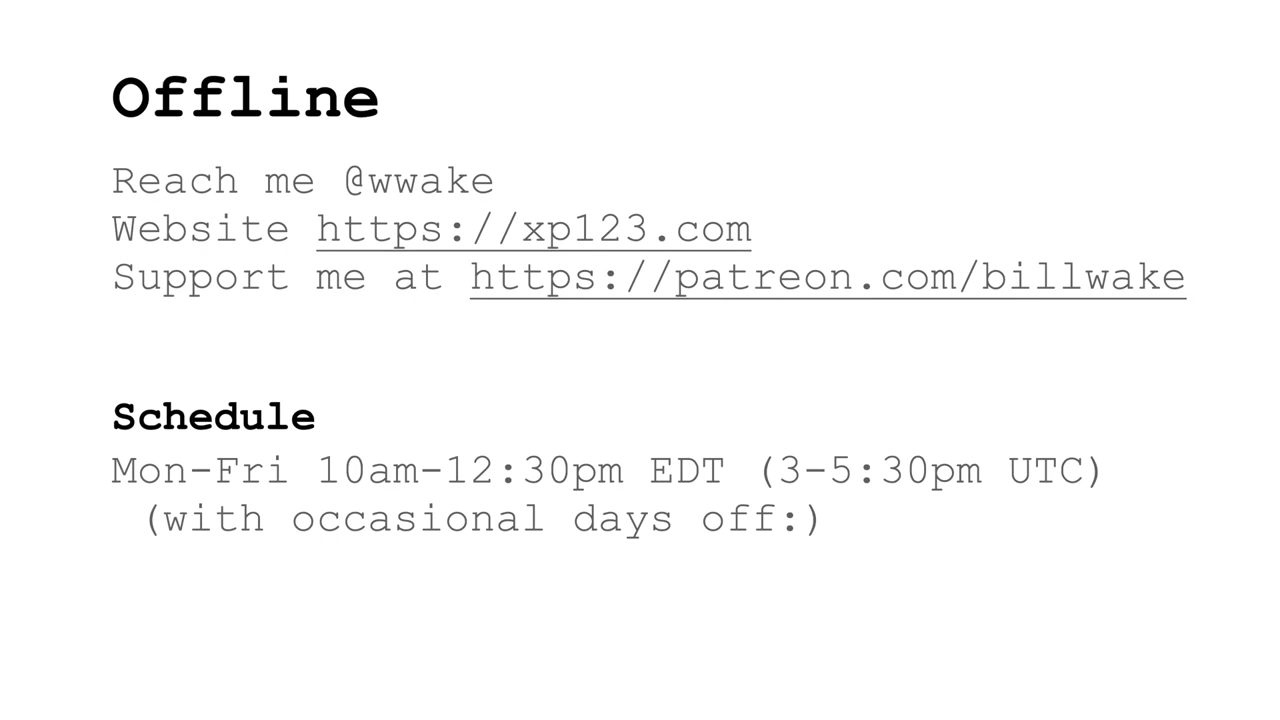 Offline
Reach me @wwake
Website https://xp123.com
Support me at https://patreon.com/billwake
Schedule
Mon-Fri 10am-12:30pm EDT (3-5:30pm UTC)
(with occasional days off:)